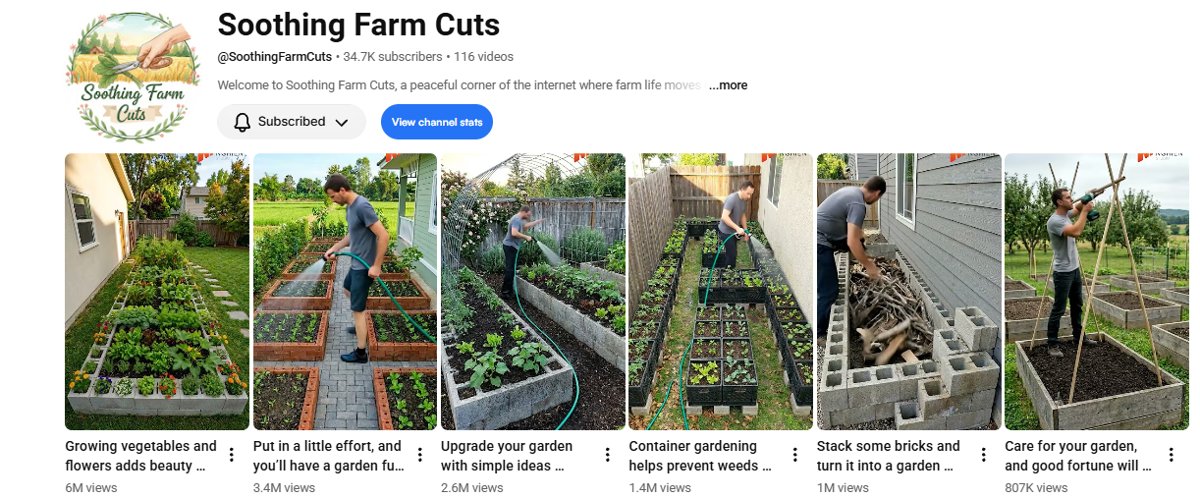 Soothing Farm Cuts
@SoothingFarmCuts • 34.7K subscribers • 116 videos
Welcome to Soothing Farm Cuts, a peaceful corner of the internet where farm life moves ...more
Subscribed
View channel stats
Soothing Farm
Cuts
Growing vegetables and
flowers adds beauty ...
6M views
Put in a little effort, and
you’ll have a garden fu...
3.4M views
Upgrade your garden
with simple ideas ...
2.6M views
Container gardening
helps prevent weeds ...
1.4M views
Stack some bricks and
turn it into a garden ...
1M views
Care for your garden,
and good fortune will ...
807K views